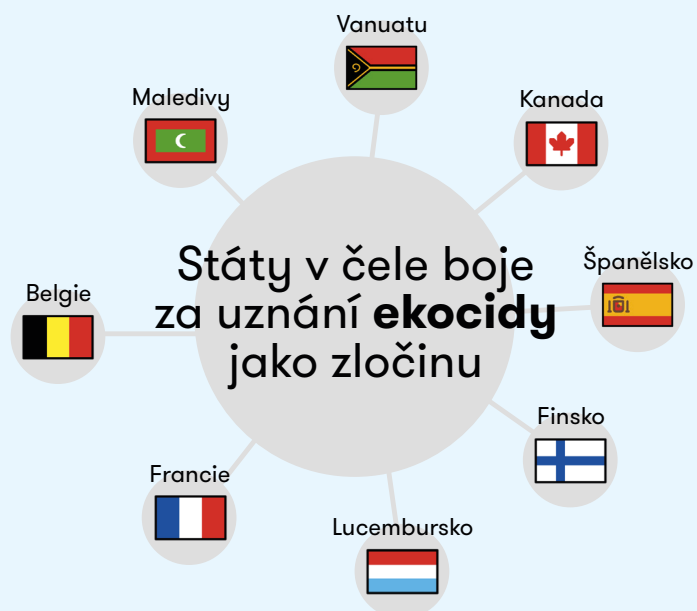 Vanuatu
Maledivy
Kanada
Státy v čele boje
za uznání ekocidy
jako zločinu
Španělsko
Belgie
Finsko
Francie
Lucembursko